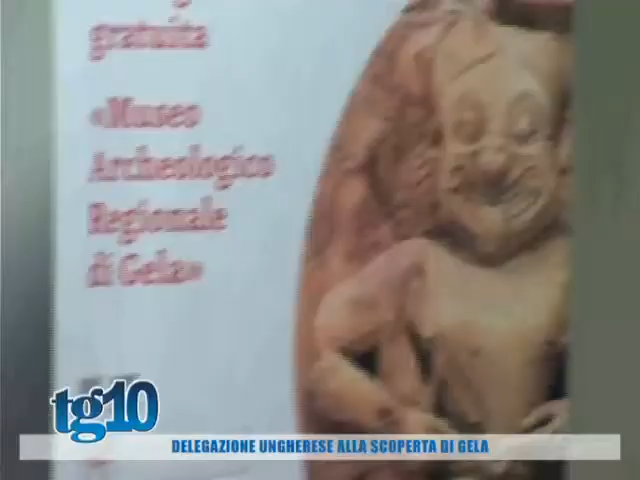 gratuita
«Museo
Archeologico
Regionale
di Gela»
tg10
DELEGAZIONE UNGHERESE ALLA SCOPERTA DI GELA